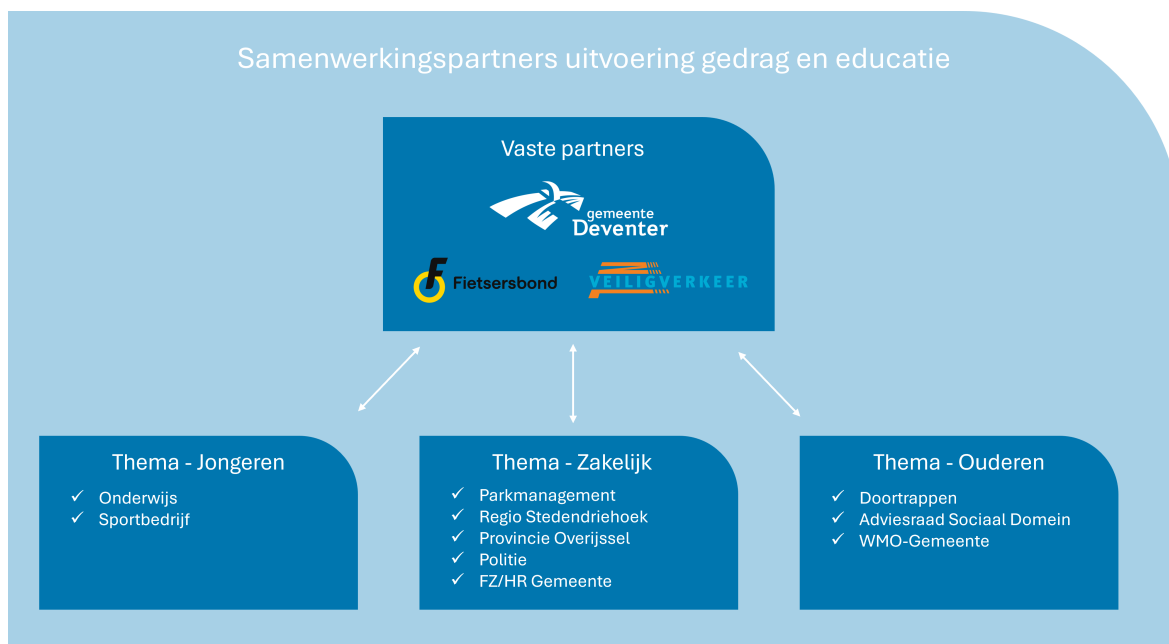 Samenwerkingspartners uitvoering gedrag en educatie
Vaste partners
gemeente
Deventer
Fietsersbond
VEILIGVERKEER
Thema - Jongeren
✓ Onderwijs
✓ Sportbedrijf
Thema - Zakelijk
✓ Parkmanagement
✓ Regio Stedendriehoek
✓ Provincie Overijssel
✓ Politie
✓ FZ/HR Gemeente
Thema - Ouderen
✓ Doortrappen
✓ Adviesraad Sociaal Domein
✓ WMO-Gemeente